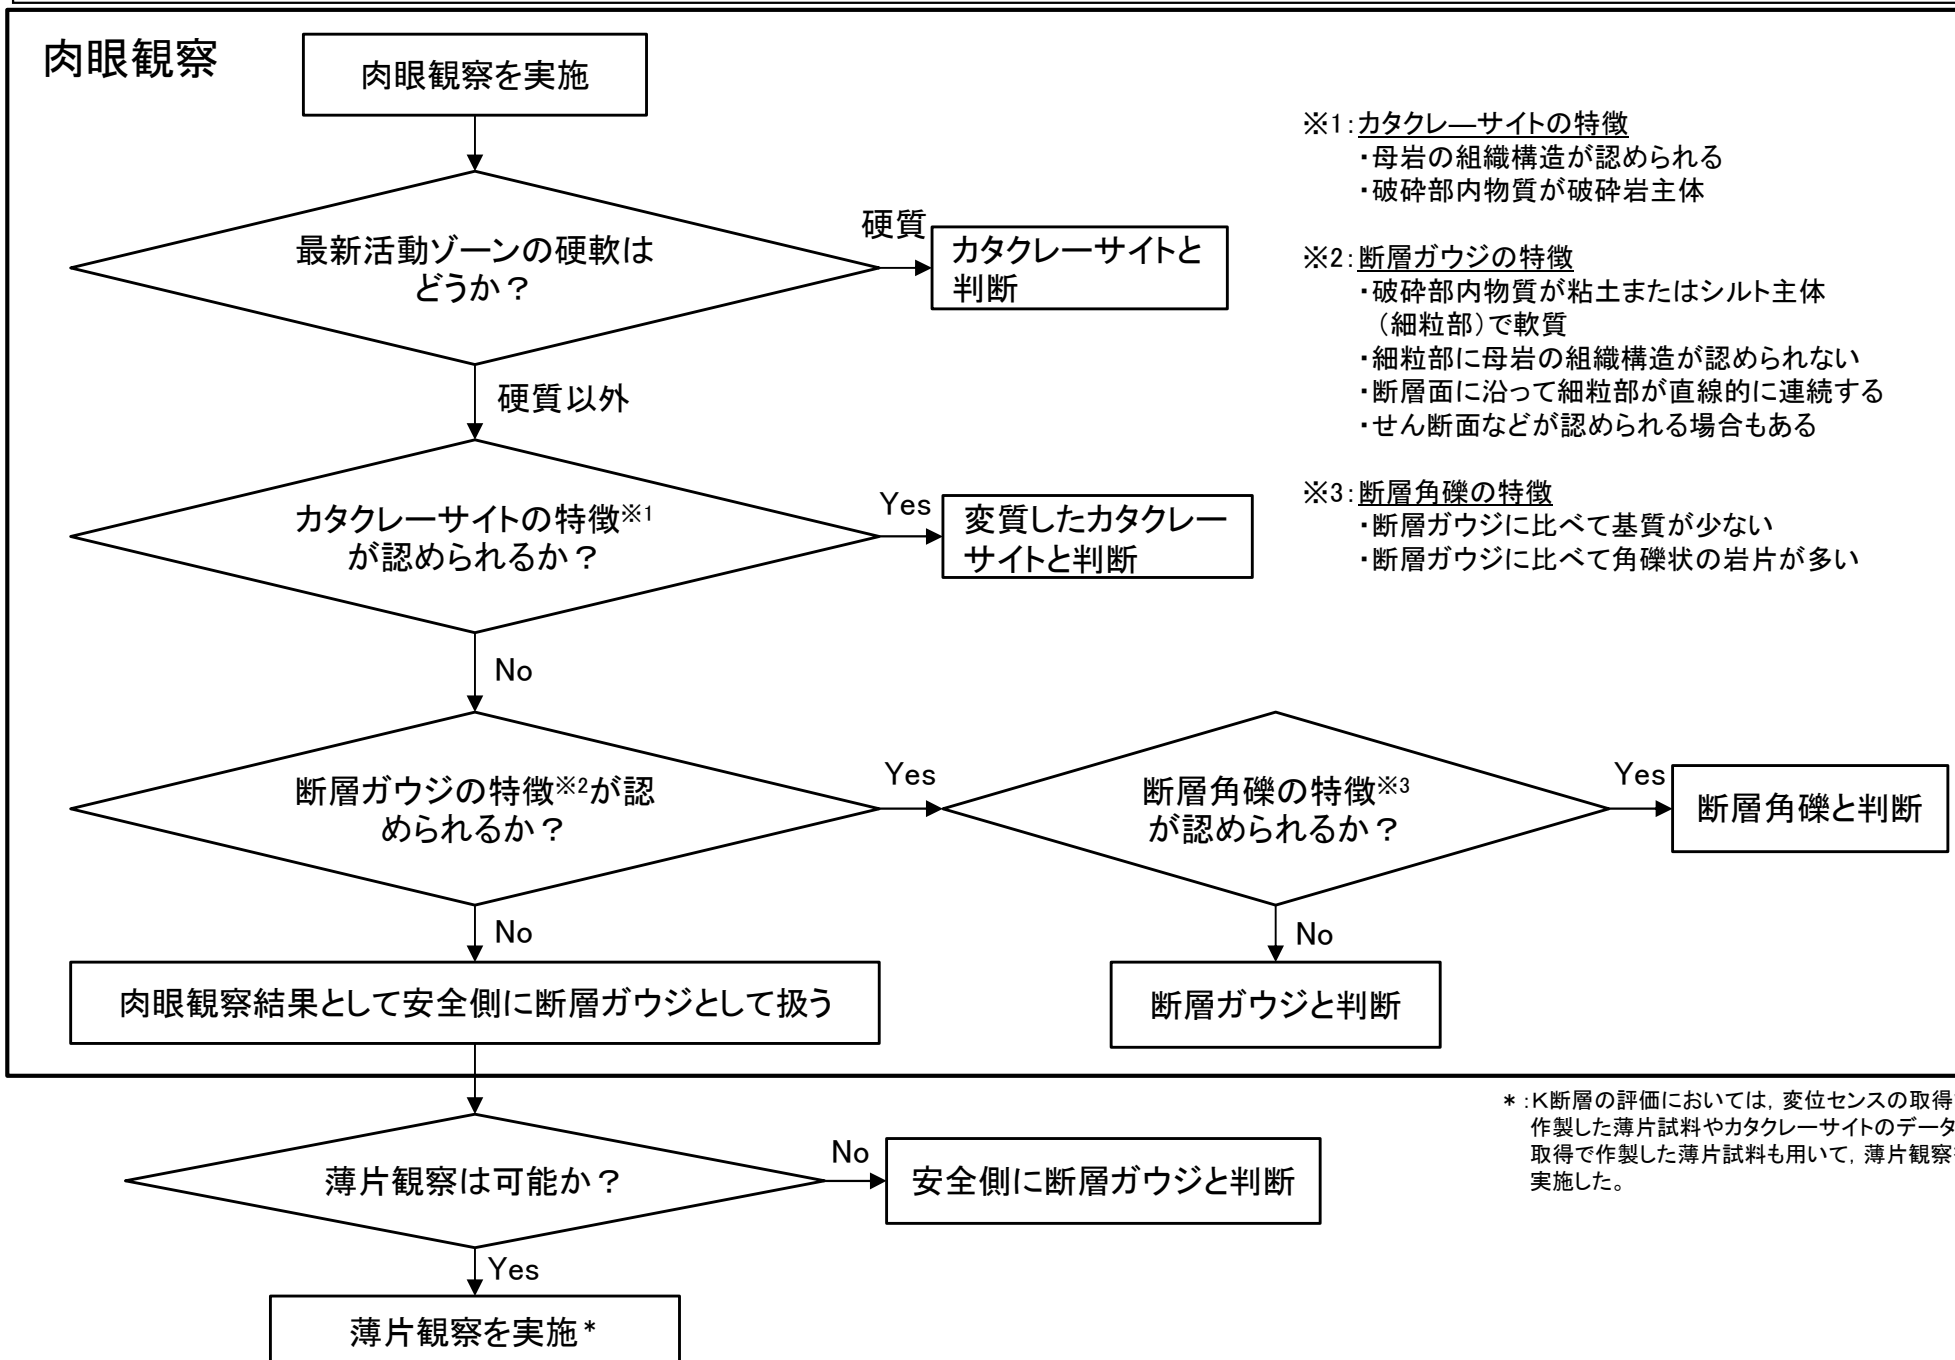 肉眼観察
肉眼観察を実施
最新活動ゾーンの硬軟は
どうか？
硬質
カタクレーサイトと
判断
硬質以外
カタクレーサイトの特徴※1
が認められるか？
Yes
変質したカタクレー
サイトと判断
No
断層ガウジの特徴※2が認
められるか？
Yes
断層角礫の特徴※3
が認められるか？
Yes
断層角礫と判断
No
断層ガウジと判断
No
肉眼観察結果として安全側に断層ガウジとして扱う
※1：カタクレ―サイトの特徴
・母岩の組織構造が認められる
・破砕部内物質が破砕岩主体
※2：断層ガウジの特徴
・破砕部内物質が粘土またはシルト主体
（細粒部）で軟質
・細粒部に母岩の組織構造が認められない
・断層面に沿って細粒部が直線的に連続する
・せん断面などが認められる場合もある
※3：断層角礫の特徴
・断層ガウジに比べて基質が少ない
・断層ガウジに比べて角礫状の岩片が多い
薄片観察は可能か？
No
安全側に断層ガウジと判断
Yes
薄片観察を実施*
*：K断層の評価においては，変位センスの取得
作製した薄片試料やカタクレーサイトのデータ
取得で作製した薄片試料も用いて，薄片観察
実施した。